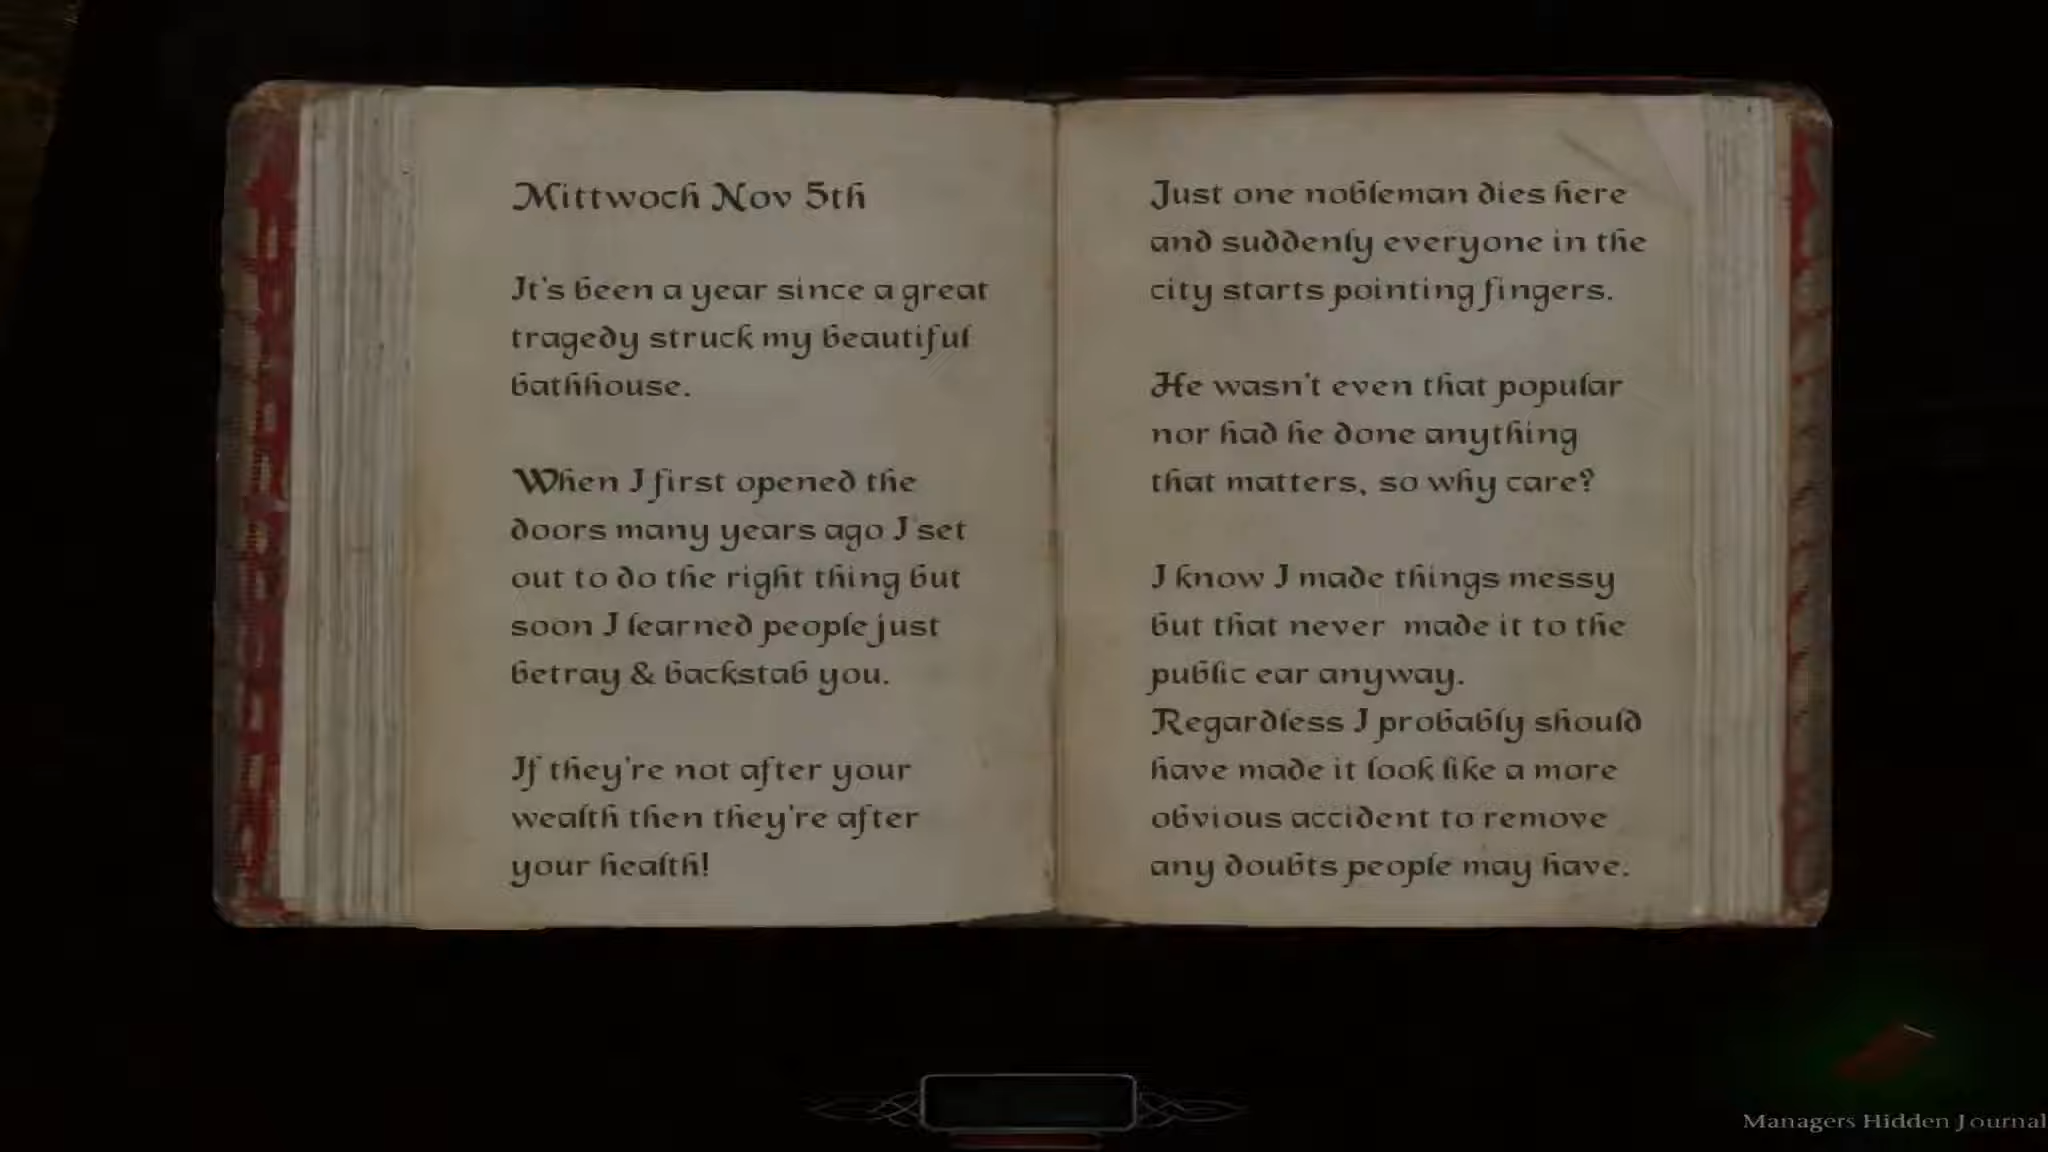 Mittwoch Nov 5th
It's been a year since a great
tragedy struck my beautiful
bathhouse.
When I first opened the
doors many years ago I set
out to do the right thing but
soon I learned people just
betray & backstab you.
If they're not after your
wealth then they're after
your health!
Just one nobleman dies here
and suddenly everyone in the
city starts pointing fingers.
He wasn't even that popular
nor had he done anything
that matters, so why care?
I know I made things messy
but that never made it to the
public ear anyway.
Regardless I probably should
have made it look like a more
obvious accident to remove
any doubts people may have.
Managers Hidden Journal